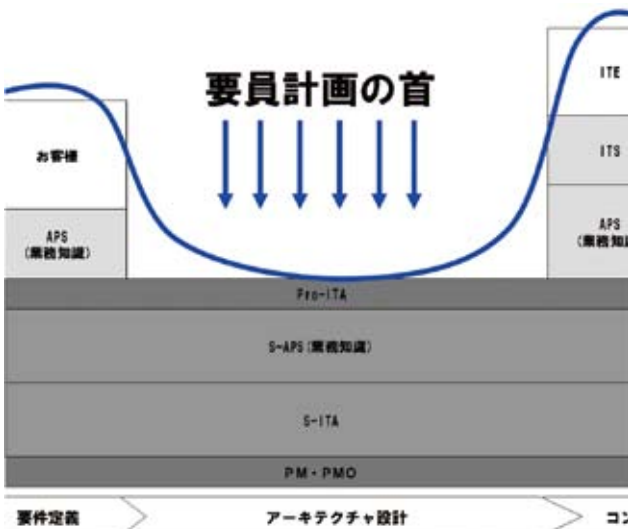 要員計画の首
お客様
APS
(業務知識)
ITE
ITS
APS
(業務知識
Pro-ITA
S-APS(業務知識)
S-ITA
PM・PMO
要件定義
アーキテクチャ設計
コン